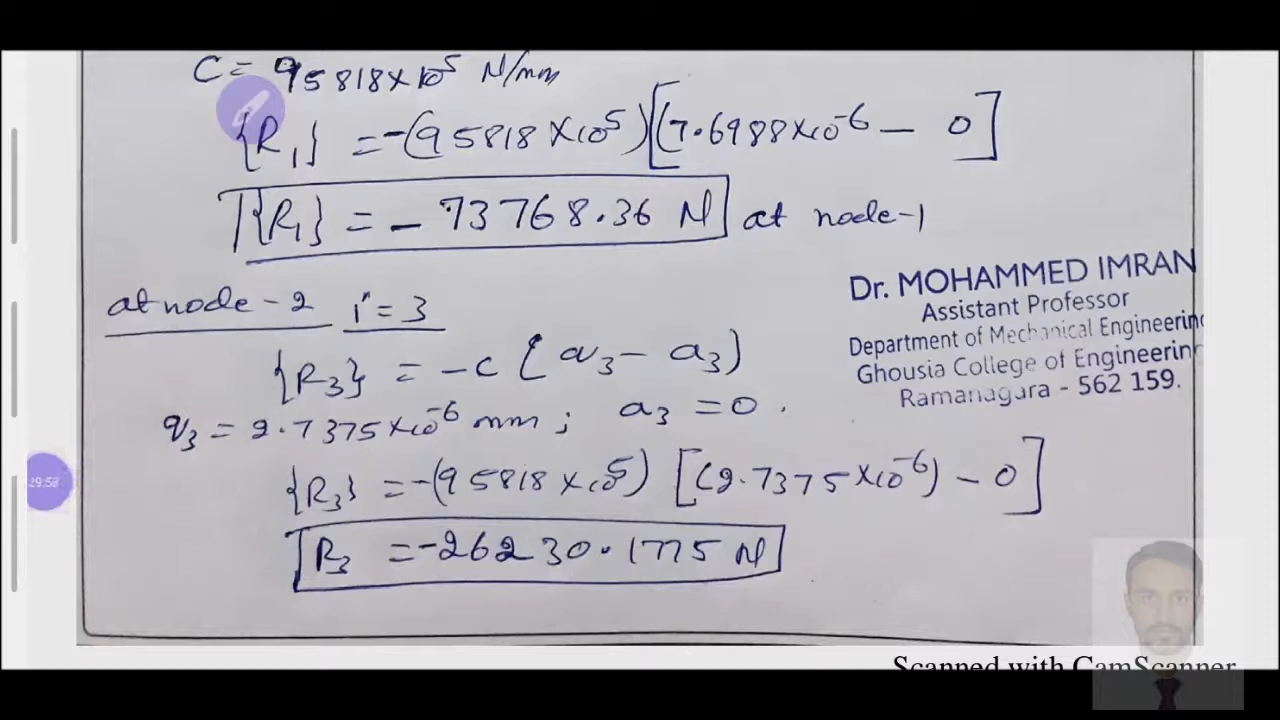 C = 95818×10⁵ N/mm
{R₁} = -(95818×10⁵)[(7.6988×10⁻⁶ - 0]
{R₁} = - 73768.36 N at node-1
Dr. MOHAMMED IMRAN
Assistant Professor
Department of Mechanical Engineering
Ghousia College of Engineering
Ramanagara - 562 159.
at node-2 i=3
{R₃} = -C [q₃ - a₃)
q₃ = 2.7375×10⁻⁶ mm ; a₃ = 0 .
29:58
{R₃} = -(95818×10⁵) [(2.7375×10⁻⁶) - 0]
R₃ = -26230.1775 N
Scanned with CamScanner